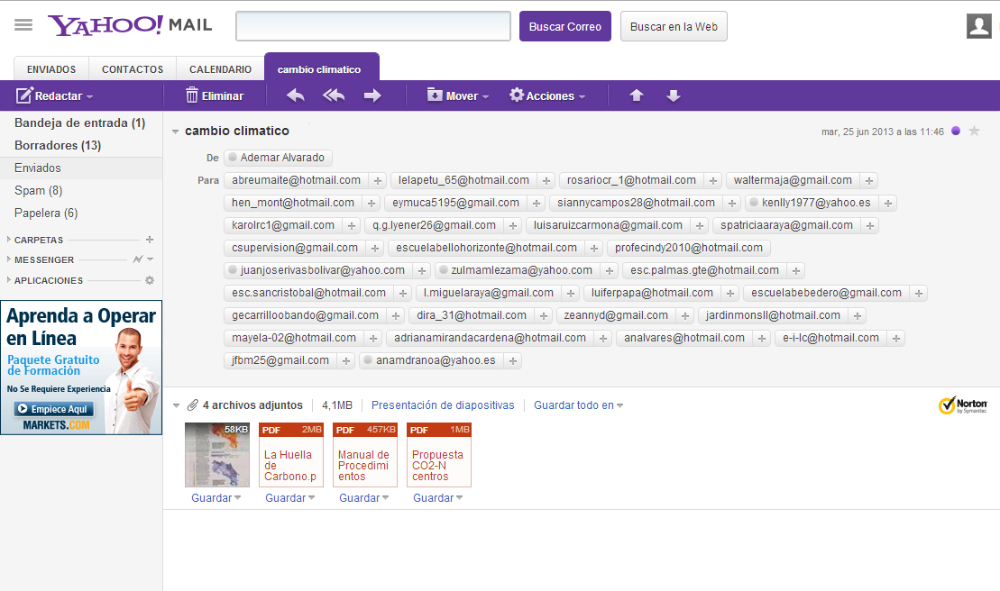 YAHOO! MAIL
Buscar Correo
Buscar en la Web
ENVIADOS
CONTACTOS
CALENDARIO
cambio climatico
Redactar
Eliminar
Mover
Acciones
Bandeja de entrada (1)
Borradores (13)
Enviados
Spam (8)
Papelera (6)
CARPETAS
MESSENGER
APLICACIONES
Aprenda a Operar
en Línea
Paquete Gratuito
de Formación
No Se Requiere Experiencia
Empiece Aquí
MARKETS.COM
cambio climatico
mar, 25 jun 2013 a las 11:46
De Ademar Alvarado
Para abreumaite@hotmail.com + lelapetu_65@hotmail.com + rosariocr_1@hotmail.com + waltermaja@gmail.com +
hen_mont@hotmail.com + eymuca5195@gmail.com + siannycampos28@hotmail.com + kenlly1977@yahoo.es +
karolrc1@gmail.com + q.g.lyener26@gmail.com + luisaruizcarmona@gmail.com + spatriciaaraya@gmail.com +
csupervision@gmail.com + escuelabellohorizonte@hotmail.com + profecindy2010@hotmail.com
juanjoserivasbolivar@yahoo.com + zulmamlezama@yahoo.com + esc.palmas.gte@hotmail.com +
esc.sancristobal@hotmail.com + l.miguelaraya@gmail.com + luiferpapa@hotmail.com + escuelabebedero@gmail.com +
gecarrilloobando@gmail.com + dira_31@hotmail.com + zeannyd@gmail.com + jardinmonsll@hotmail.com +
mayela-02@hotmail.com + adrianamirandacardena@hotmail.com + analvares@hotmail.com + e-i-lc@hotmail.com +
jfbm25@gmail.com + anamdranoa@yahoo.es +
4 archivos adjuntos 4,1MB Presentación de diapositivas Guardar todo en
Norton
by Symantec
58KB
PDF 2MB
La Huella
de
Carbono.p
PDF 457KB
Manual de
Procedimi
entos
PDF 1MB
Propuesta
CO2-N
centros
Guardar Guardar Guardar Guardar